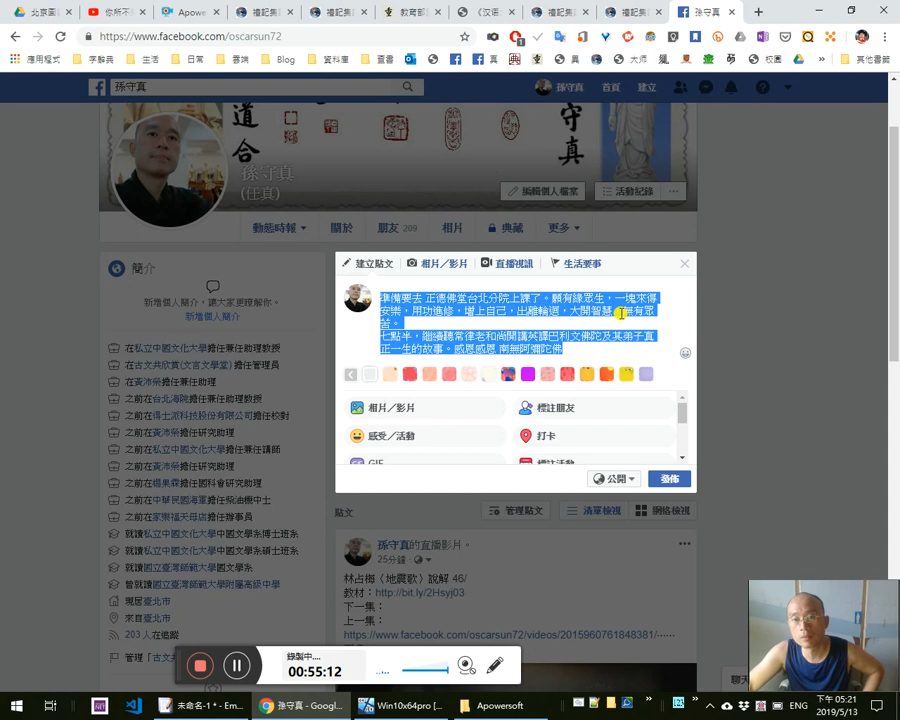 北京圖
你所不
Apowe
禮記集
禮記集
教育部
《汉语
禮記集
禮記集
孫守真
https://www.facebook.com/oscarsun72
應用程式
字辭典
生活
日常
雲端
Blog
資料庫
查書
真
真
大師
校園
其他書籤
孫守真
孫守真
首頁
建立
道合
守真
孫守真
(任真)
編輯個人檔案
活動紀錄
動態時報
關於
朋友 209
相片
典藏
更多
簡介
新增個人簡介,讓大家更瞭解你。
新增個人簡介
在私立中國文化大學擔任兼任助理教授
在古文共欣賞(文言文學堂)擔任管理員
在黃沛榮擔任研究助理
之前在台北海院擔任兼任助理教授
之前在得士派科技股份有限公司擔任校對
之前在黃沛榮擔任研究助理
之前在私立中國文化大學擔任兼任講師
之前在黃沛榮擔任研究助理
之前在楊果霖擔任國科會研究助理
之前在中華民國海軍擔任柴油機中士
之前在家樂福天母店擔任辦事員
就讀私立中國文化大學中國文學系博士班系
就讀私立中國文化大學中國文學系碩士班系
就讀國立臺灣師範大學國文學系
曾就讀國立臺灣師範大學附屬高級中學
現居臺北市
來自臺北市
203 人在追蹤
管理「古文共
建立貼文
相片/影片
直播視訊
生活要事
準備要去 正德佛堂台北分院上課了。願有緣眾生,一塊來得
安樂,用功進修,增上自己,出離輪迴,大開智慧,無有眾
苦。
七點半,繼續聽常律老和尚開講英譯巴利文佛陀及其弟子真
正一生的故事。感恩感恩 南無阿彌陀佛
相片/影片
標註朋友
感受/活動
打卡
GIF
標註活動
公開
發佈
貼文
管理貼文
清單檢視
網格檢視
孫守真的直播影片。
25分鐘
林占梅〈地震歌〉說解 46/
教材:http://bit.ly/2Hsyj03
下一集:
上一集:
https://www.facebook.com/oscarsun72/videos/2015960761848381/⋯⋯
錄製中....
00:55:12
聊天
未命名-1 * - Em...
孫守真 - Googl...
Win10x64pro [...
Apowersoft
ENG
下午 05:21
2019/5/13